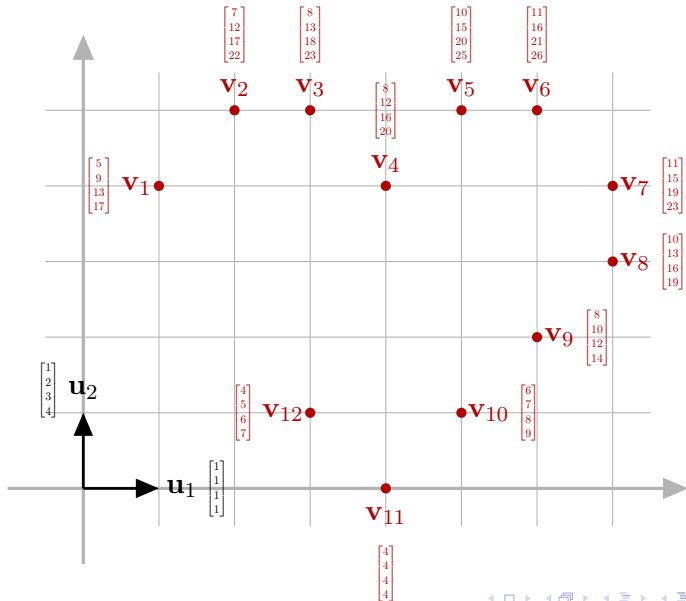 [7 12 17 22]
[8 13 18 23]
[10 15 20 25]
[11 16 21 26]
v2
v3
[8 12 16 20]
v5
v6
[5 9 13 17]
v1
v4
v7
[11 15 19 23]
v8
[10 13 16 19]
v9
[8 10 12 14]
[1 2 3 4]
u2
[4 5 6 7]
v12
v10
[6 7 8 9]
u1
[1 1 1 1]
v11
[4 4 4 4]